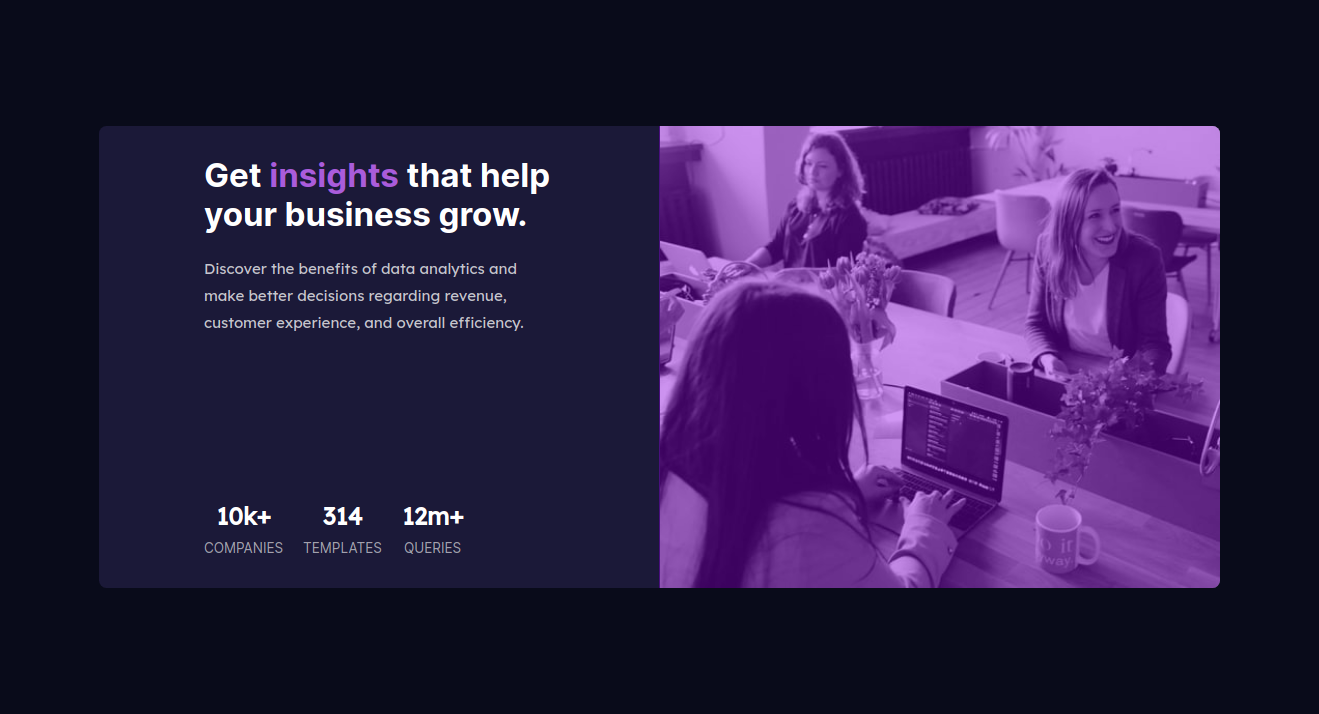 Get insights that help
your business grow.
Discover the benefits of data analytics and
make better decisions regarding revenue,
customer experience, and overall efficiency.
10k+ 314 12m+
COMPANIES TEMPLATES QUERIES